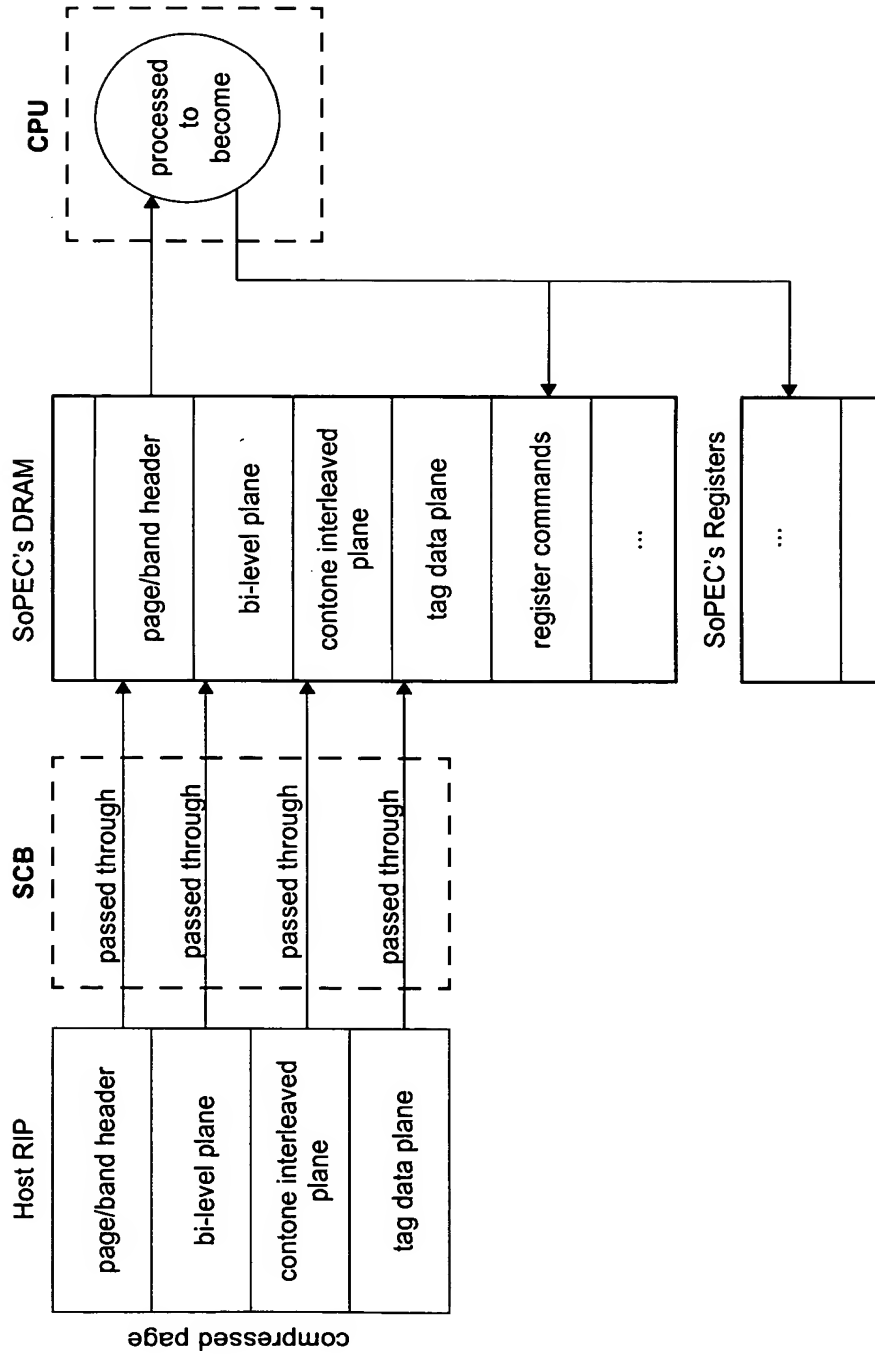 Host RIP
compressed page
page/band header
bi-level plane
contone interleaved
plane
tag data plane
SCB
passed through
passed through
passed through
passed through
SoPEC's DRAM
page/band header
bi-level plane
contone interleaved
plane
tag data plane
register commands
...
CPU
processed
to
become
SoPEC's Registers
...